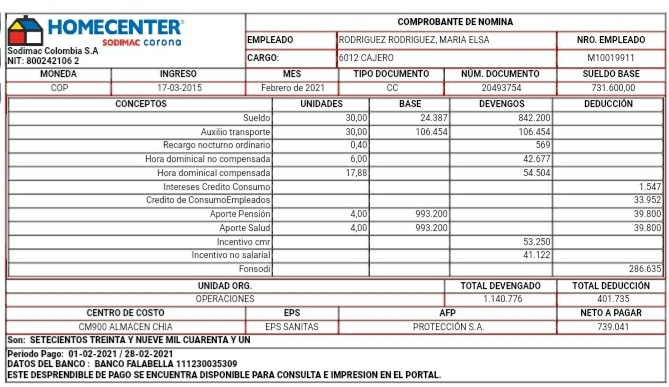 HOMECENTER
SODIMAC corona
Sodimac Colombia S.A
NIT: 800242106 2
COMPROBANTE DE NOMINA
EMPLEADO RODRIGUEZ RODRIGUEZ, MARIA ELSA NRO. EMPLEADO
CARGO: 6012 CAJERO M10019911
MONEDA INGRESO MES TIPO DOCUMENTO NÚM. DOCUMENTO SUELDO BASE
COP 17-03-2015 Febrero de 2021 CC 20493754 731.600,00
CONCEPTOS UNIDADES BASE DEVENGOS DEDUCCIÓN
Sueldo 30,00 24.387 842.200
Auxilio transporte 30,00 106.454 106.454
Recargo nocturno ordinario 0,40 569
Hora dominical no compensada 6,00 42.677
Hora dominical compensada 17,88 54.504
Intereses Credito Consumo 1.547
Credito de ConsumoEmpleados 33.952
Aporte Pensión 4,00 993.200 39.800
Aporte Salud 4,00 993.200 39.800
Incentivo cmr 53.250
Incentivo no salarial 41.122
Fonsodi 286.635
UNIDAD ORG. TOTAL DEVENGADO TOTAL DEDUCCIÓN
OPERACIONES 1.140.776 401.735
CENTRO DE COSTO EPS AFP NETO A PAGAR
CM900 ALMACEN CHIA EPS SANITAS PROTECCIÓN S.A. 739.041
Son: SETECIENTOS TREINTA Y NUEVE MIL CUARENTA Y UN
Periodo Pago: 01-02-2021 / 28-02-2021
DATOS DEL BANCO : BANCO FALABELLA 111230035309
ESTE DESPRENDIBLE DE PAGO SE ENCUENTRA DISPONIBLE PARA CONSULTA E IMPRESION EN EL PORTAL.